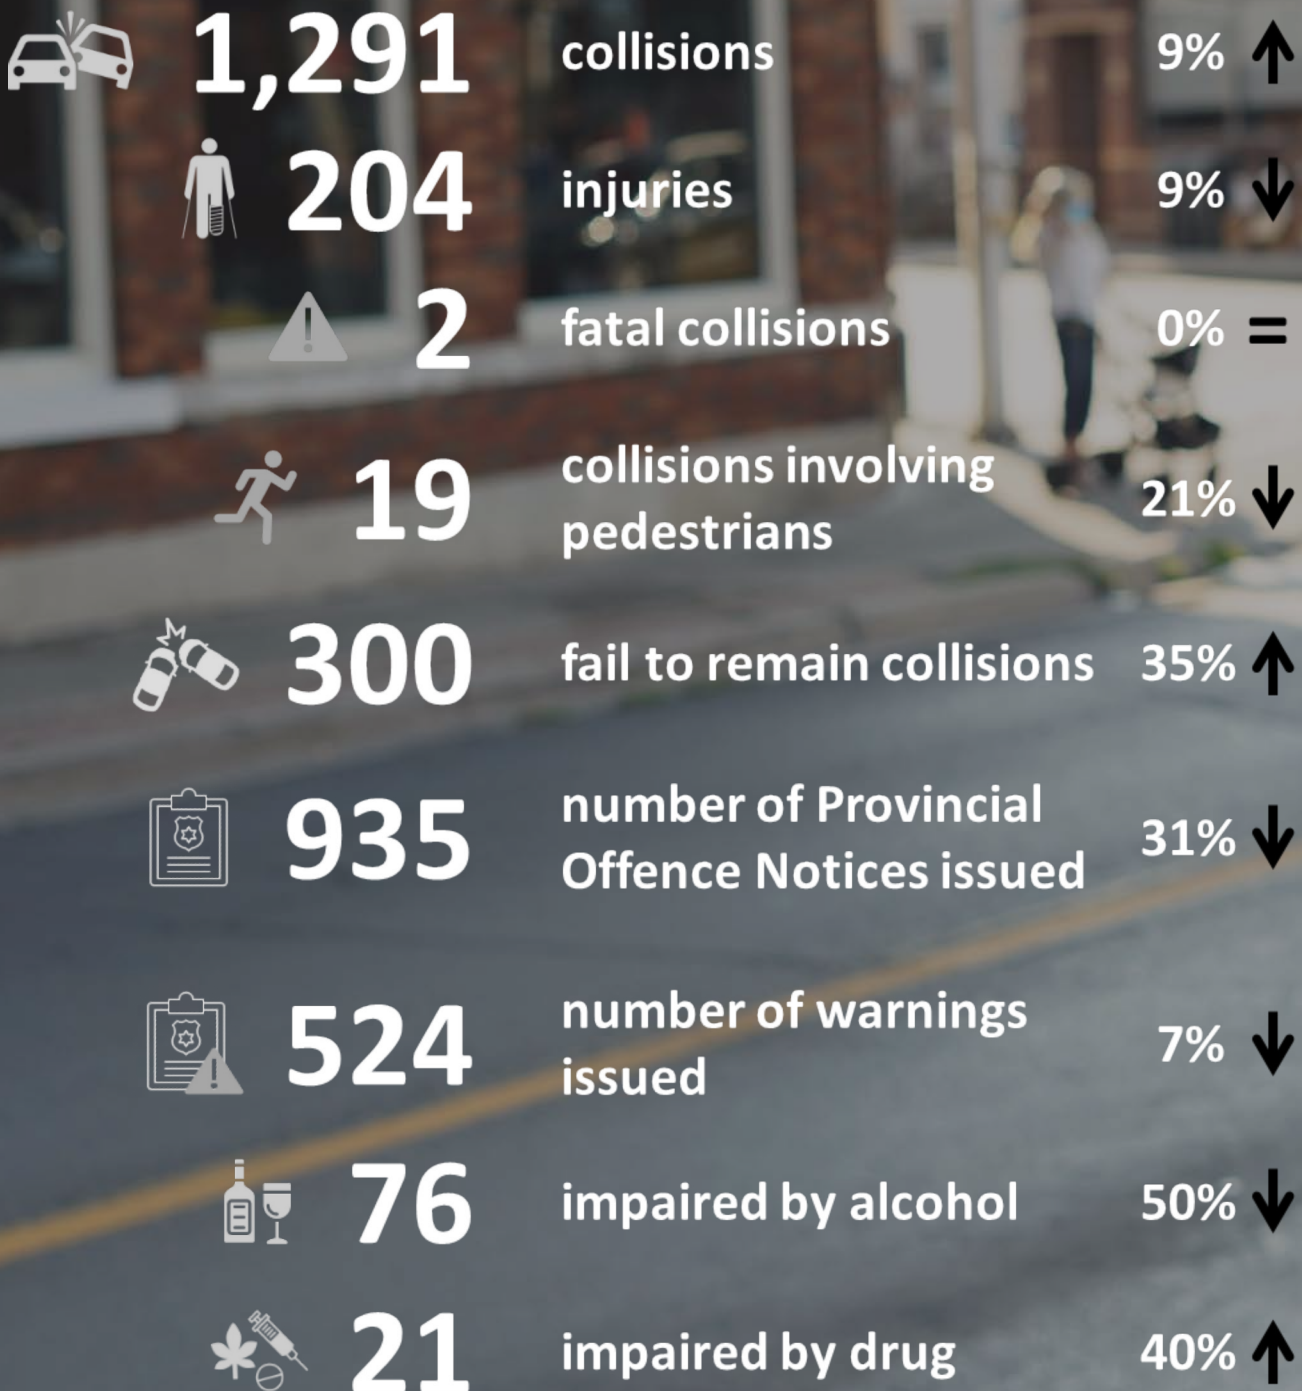 1,291 collisions 9% ↑
204 injuries 9% ↓
2 fatal collisions 0% =
19 collisions involving
pedestrians 21% ↓
300 fail to remain collisions 35% ↑
935 number of Provincial
Offence Notices issued 31% ↓
524 number of warnings
issued 7% ↓
76 impaired by alcohol 50% ↓
21 impaired by drug 40% ↑